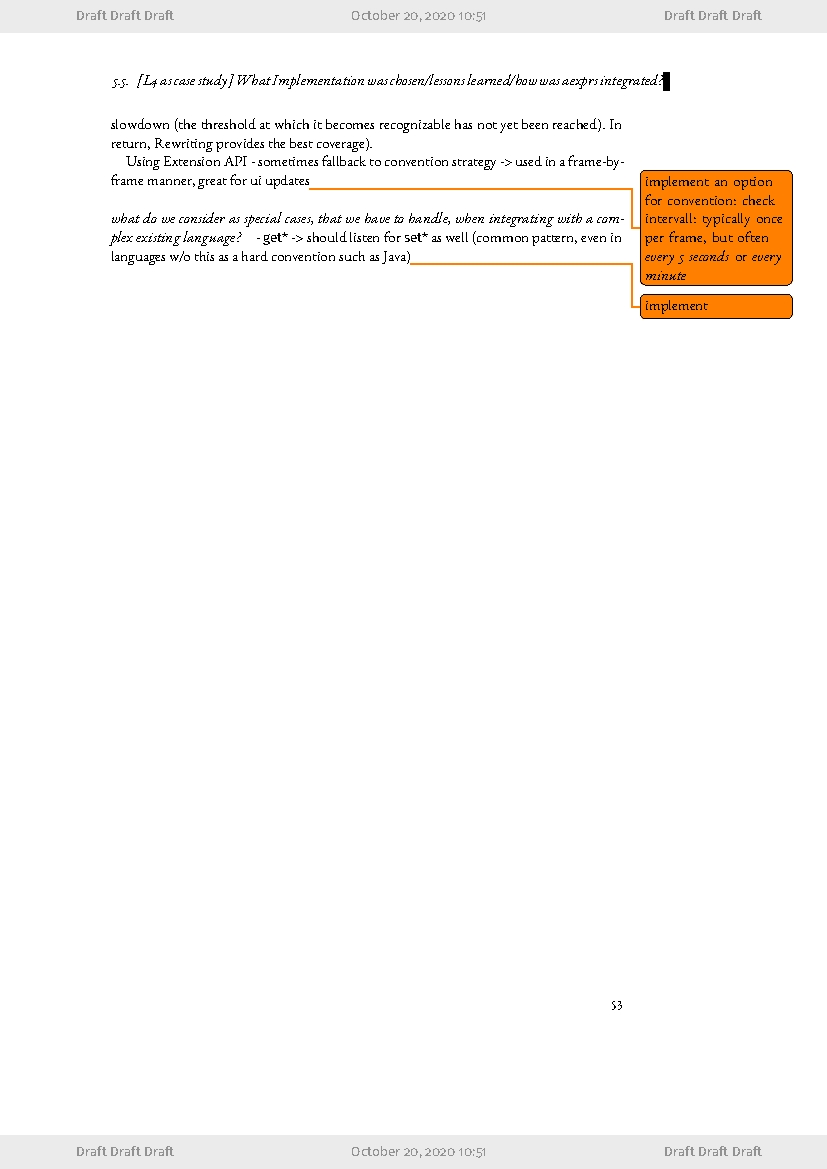 Draft Draft Draft October 20, 2020 10:51 Draft Draft Draft
5.5. [L4 as case study] What Implementation was chosen/lessons learned/how was aexprs integrated?
slowdown (the threshold at which it becomes recognizable has not yet been reached). In
return, Rewriting provides the best coverage).
Using Extension API - sometimes fallback to convention strategy -> used in a frame-by-
frame manner, great for ui updates
what do we consider as special cases, that we have to handle, when integrating with a com-
plex existing language? - get* -> should listen for set* as well (common pattern, even in
languages w/o this as a hard convention such as Java)
implement an option
for convention: check
intervall: typically once
per frame, but often
every 5 seconds or every
minute
implement
53
Draft Draft Draft October 20, 2020 10:51 Draft Draft Draft